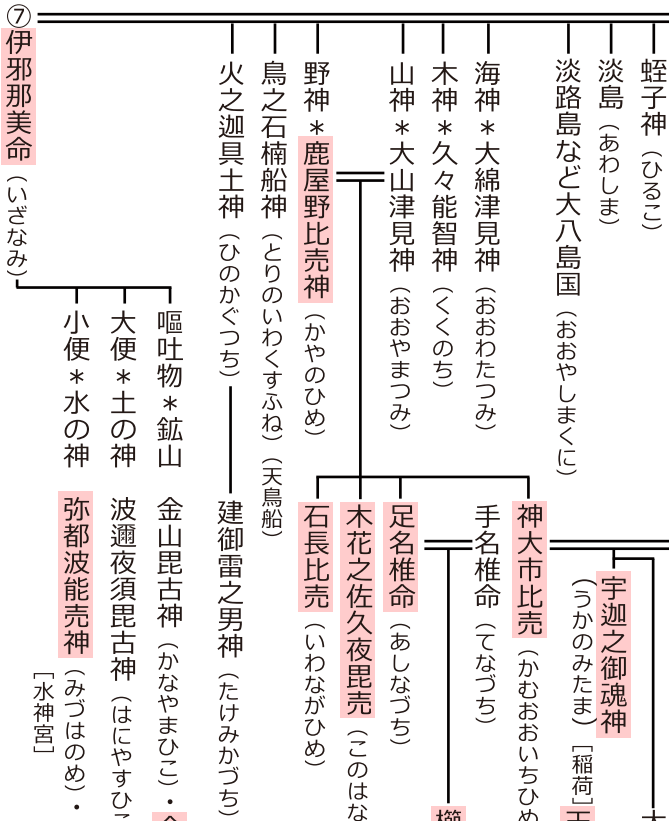 ⑦
伊邪那美命（いざなみ）
蛭子神（ひるこ）
淡島（あわしま）
淡路島など大八島国（おおやしまくに）
海神＊大綿津見神（おおわたつみ）
木神＊久々能智神（くくのち）
山神＊大山津見神（おおやまつみ）
野神＊鹿屋野比売神（かやのひめ）
鳥之石楠船神（とりのいわくすふね）（天鳥船）
火之迦具土神（ひのかぐつち）
嘔吐物＊鉱山
大便＊土の神
小便＊水の神
神大市比売（かむおおいちひめ
手名椎命（てなづち）
足名椎命（あしなづち）
木花之佐久夜毘売（このはな
石長比売（いわながひめ）
建御雷之男神（たけみかづち）
金山毘古神（かなやまひこ）・
波邇夜須毘古神（はにやすひ
弥都波能売神（みづはのめ）・
［水神宮］
宇迦之御魂神
（うかのみたま）［稲荷］
櫛